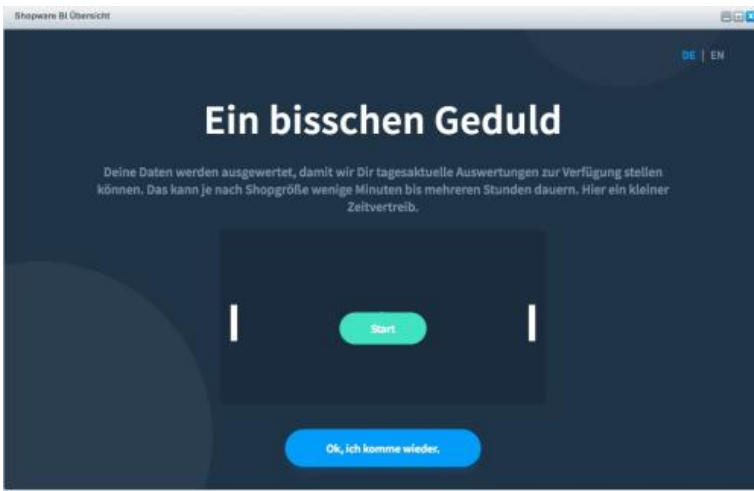 Shopware BI Übersicht
DE | EN
Ein bisschen Geduld
Deine Daten werden ausgewertet, damit wir Dir tagesaktuelle Auswertungen zur Verfügung stellen
können. Das kann je nach Shopgröße wenige Minuten bis mehreren Stunden dauern. Hier ein kleiner
Zeitvertreib.
Start
Ok, ich komme wieder.